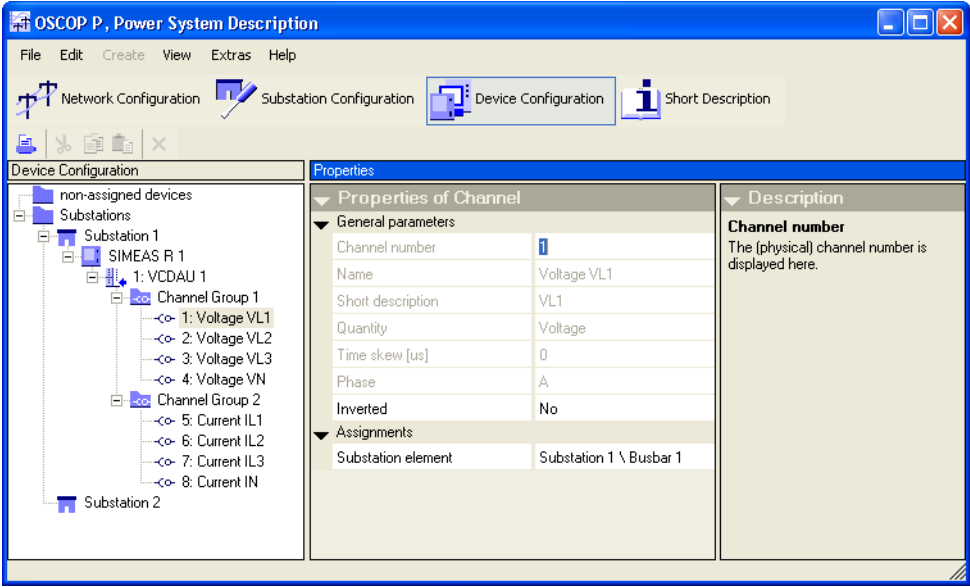 OSCOP P, Power System Description
File Edit Create View Extras Help
Network Configuration Substation Configuration Device Configuration Short Description
Device Configuration
non-assigned devices
Substations
Substation 1
SIMEAS R 1
1: VCDAU 1
Channel Group 1
1: Voltage VL1
2: Voltage VL2
3: Voltage VL3
4: Voltage VN
Channel Group 2
5: Current IL1
6: Current IL2
7: Current IL3
8: Current IN
Substation 2
Properties
Properties of Channel
General parameters
Channel number 1
Name Voltage VL1
Short description VL1
Quantity Voltage
Time skew [us] 0
Phase A
Inverted No
Assignments
Substation element Substation 1 \ Busbar 1
Description
Channel number
The (physical) channel number is
displayed here.